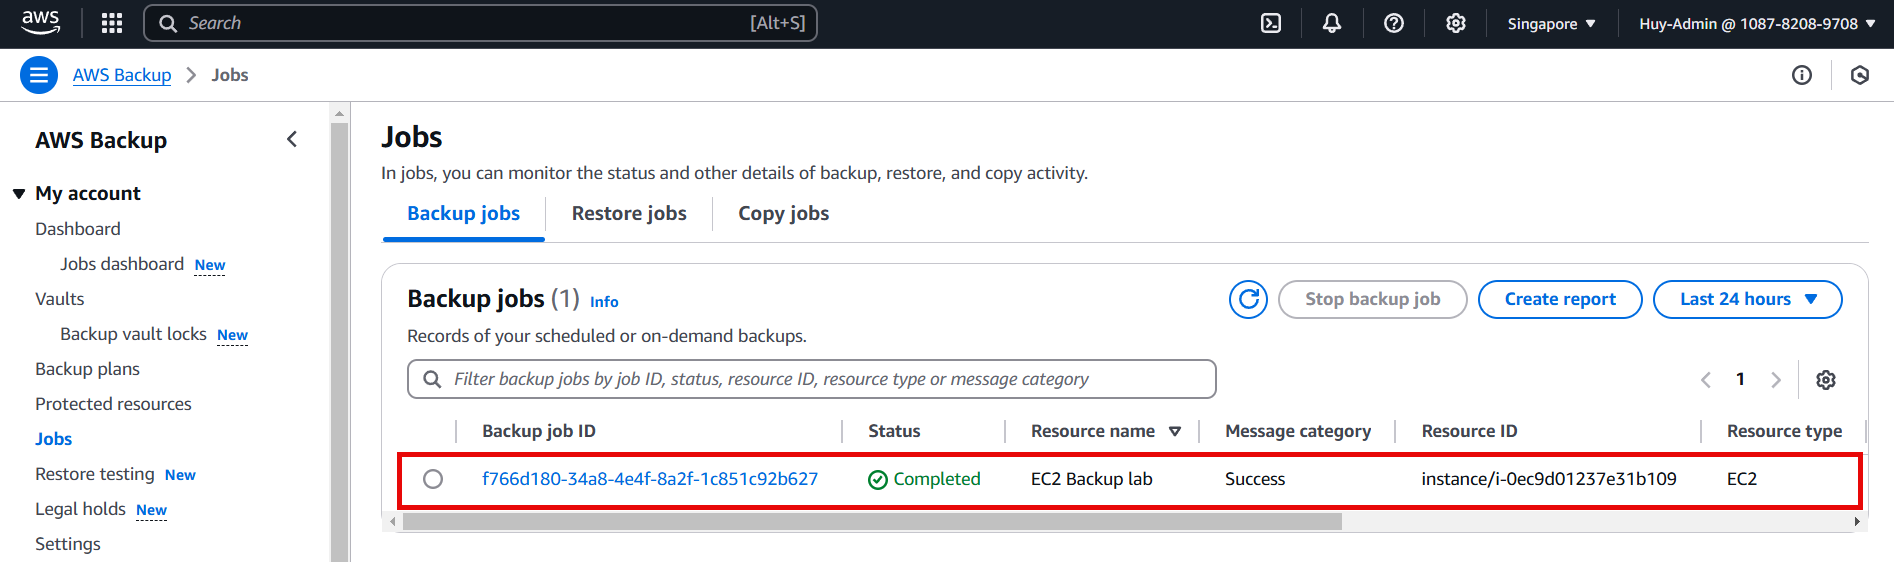 aws
Search [Alt+S] Singapore Huy-Admin @ 1087-8208-9708
AWS Backup Jobs
AWS Backup
My account
Dashboard
Jobs dashboard New
Vaults
Backup vault locks New
Backup plans
Protected resources
Jobs
Restore testing New
Legal holds New
Settings
Jobs
In jobs, you can monitor the status and other details of backup, restore, and copy activity.
Backup jobs Restore jobs Copy jobs
Backup jobs (1) Info
Stop backup job Create report Last 24 hours
Records of your scheduled or on-demand backups.
Filter backup jobs by job ID, status, resource ID, resource type or message category
1
Backup job ID Status Resource name Message category Resource ID Resource type
f766d180-34a8-4e4f-8a2f-1c851c92b627 Completed EC2 Backup lab Success instance/i-0ec9d01237e31b109 EC2